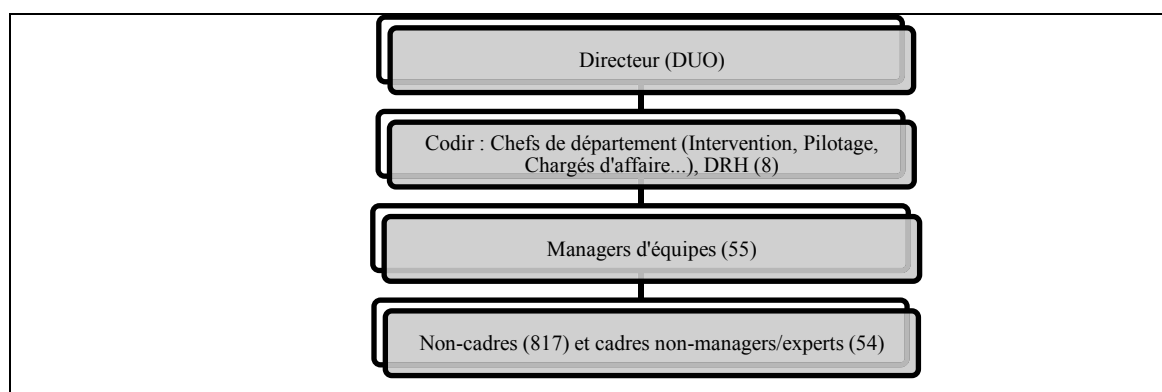 Directeur (DUO)
Codir : Chefs de département (Intervention, Pilotage,
Chargés d'affaire...), DRH (8)
Managers d'équipes (55)
Non-cadres (817) et cadres non-managers/experts (54)